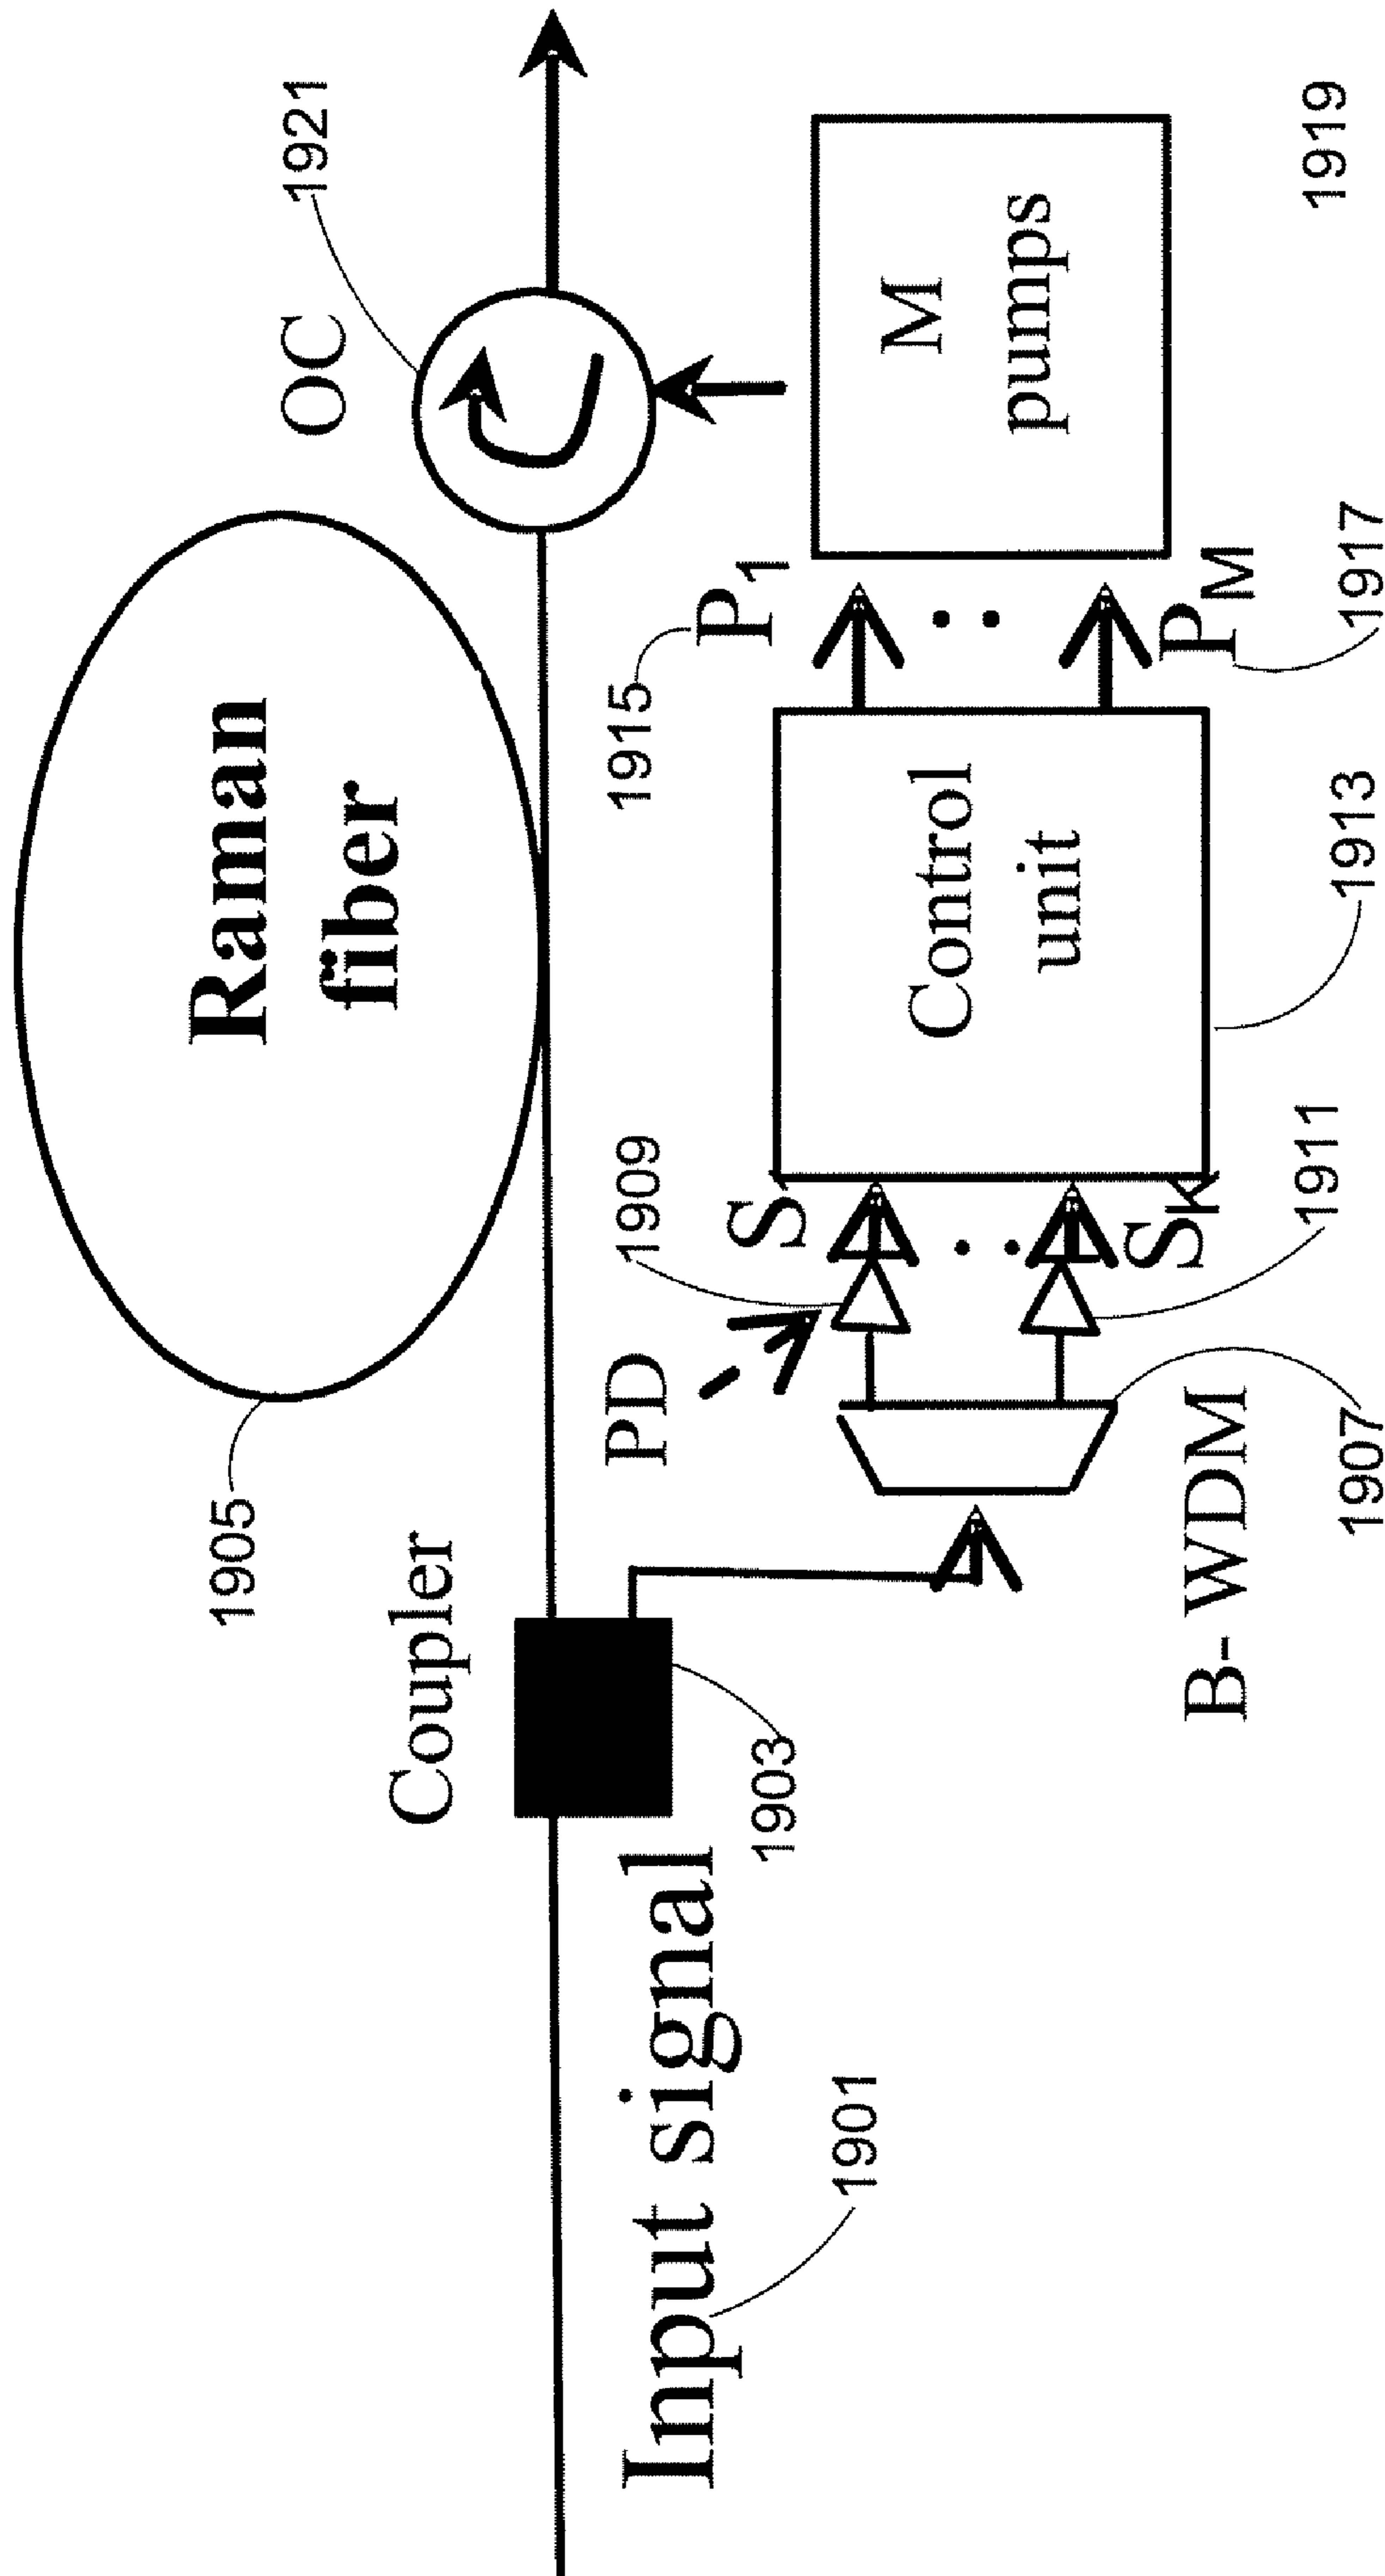 Raman
fiber
OC
1921
1905
Coupler
PD
1909
1915
P1
Input signal
1903
S
Control
unit
M
pumps
1901
SK
PM
B- WDM
1911
1907
1913
1917
1919